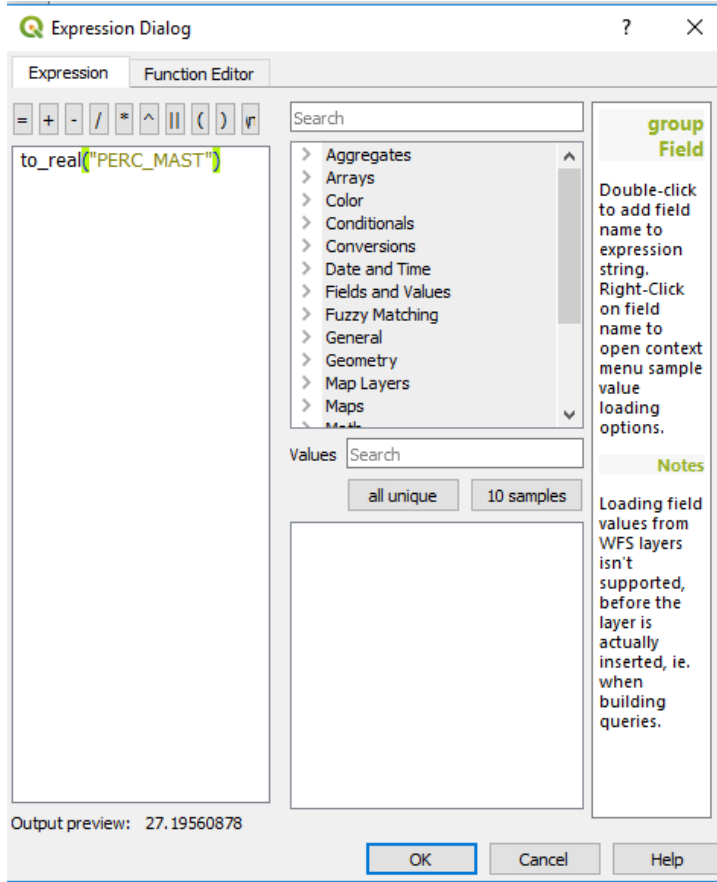 Expression Dialog
?
Expression
Function Editor
= + - / * ^ || ( )
to_real("PERC_MAST")
Search
Aggregates
Arrays
Color
Conditionals
Conversions
Date and Time
Fields and Values
Fuzzy Matching
General
Geometry
Map Layers
Maps
Math
Values
Search
all unique
10 samples
group
Field
Double-click
to add field
name to
expression
string.
Right-Click
on field
name to
open context
menu sample
value
loading
options.
Notes
Loading field
values from
WFS layers
isn't
supported,
before the
layer is
actually
inserted, ie.
when
building
queries.
Output preview: 27.19560878
OK
Cancel
Help